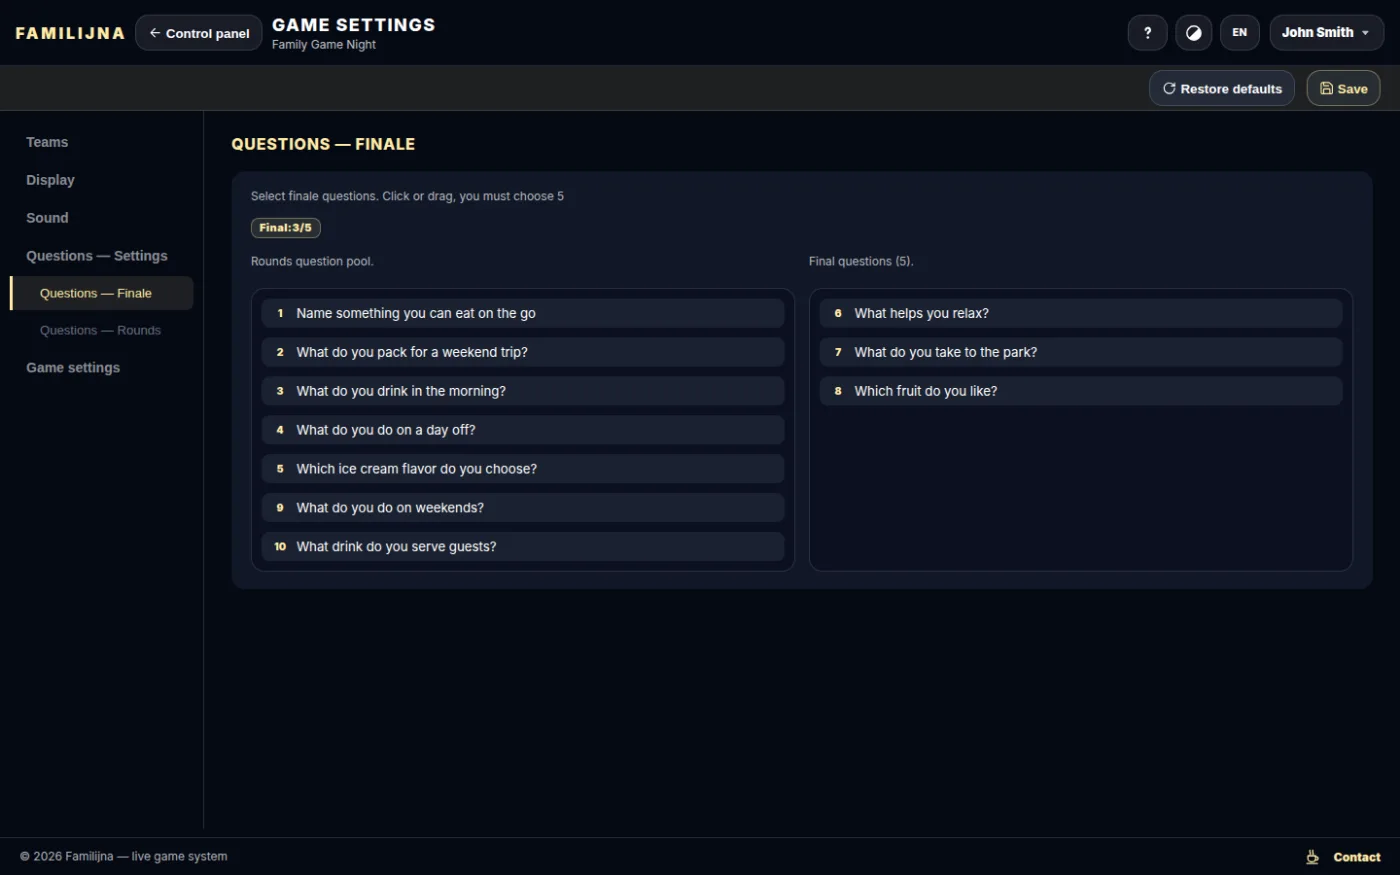 FAMILIJNA
← Control panel
GAME SETTINGS
Family Game Night
?
EN
John Smith
Restore defaults
Save
Teams
Display
Sound
Questions — Settings
Questions — Finale
Questions — Rounds
Game settings
QUESTIONS — FINALE
Select finale questions. Click or drag, you must choose 5
Final:3/5
Rounds question pool.
1 Name something you can eat on the go
2 What do you pack for a weekend trip?
3 What do you drink in the morning?
4 What do you do on a day off?
5 Which ice cream flavor do you choose?
9 What do you do on weekends?
10 What drink do you serve guests?
Final questions (5).
6 What helps you relax?
7 What do you take to the park?
8 Which fruit do you like?
© 2026 Familijna — live game system
Contact